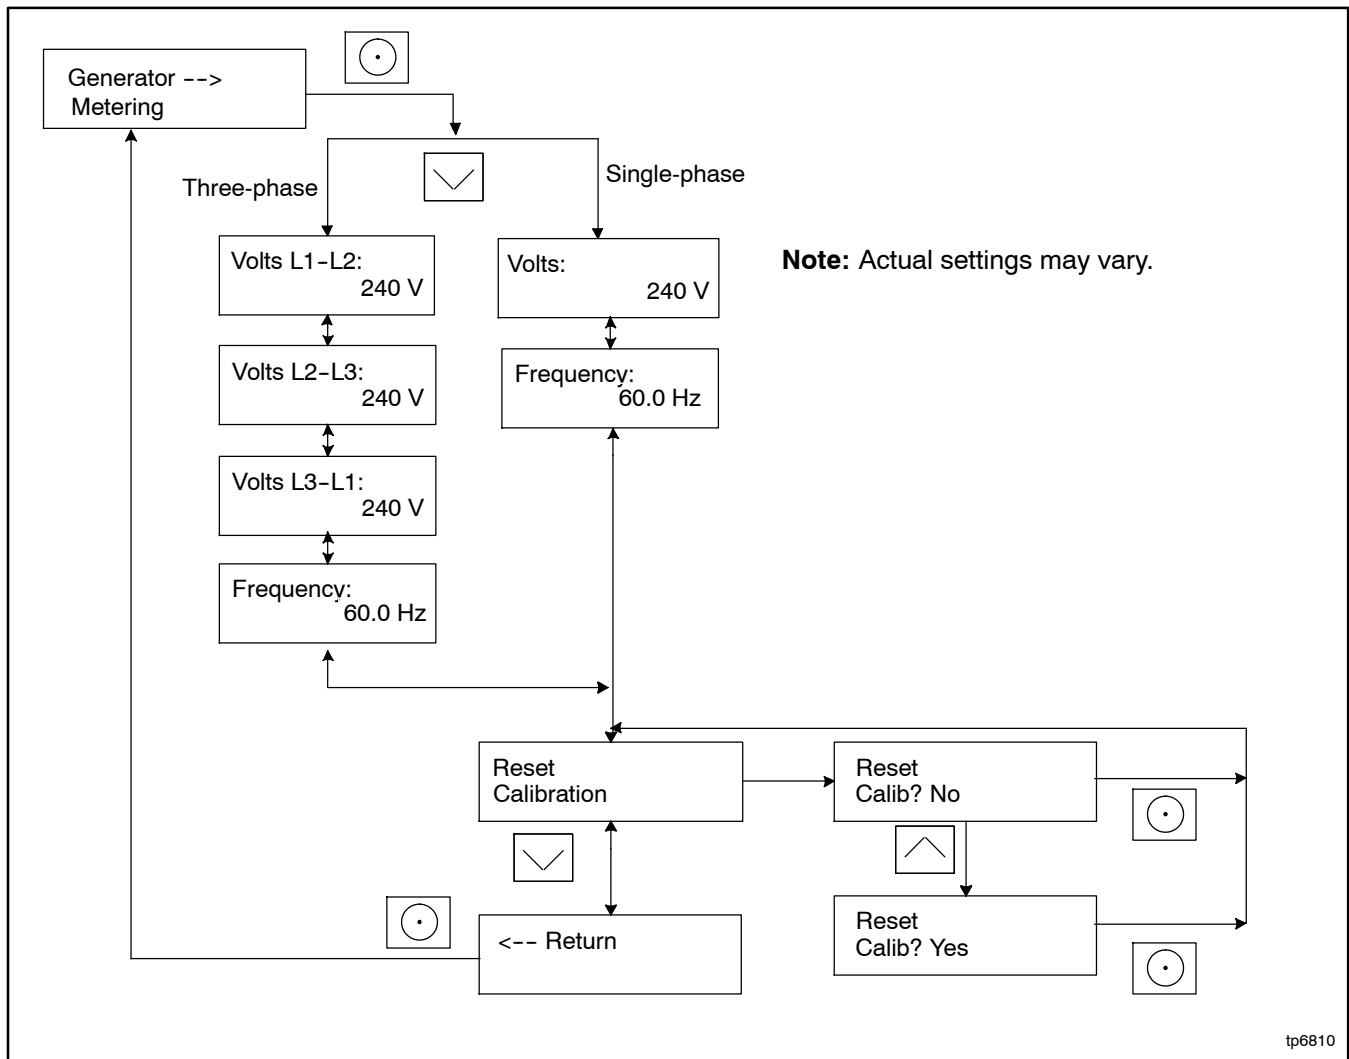 Generator -->
Metering
Three-phase
Single-phase
Volts L1-L2:
240 V
Volts:
240 V
Note: Actual settings may vary.
Volts L2-L3:
240 V
Frequency:
60.0 Hz
Volts L3-L1:
240 V
Frequency:
60.0 Hz
Reset
Calibration
Reset
Calib? No
<-- Return
Reset
Calib? Yes
tp6810